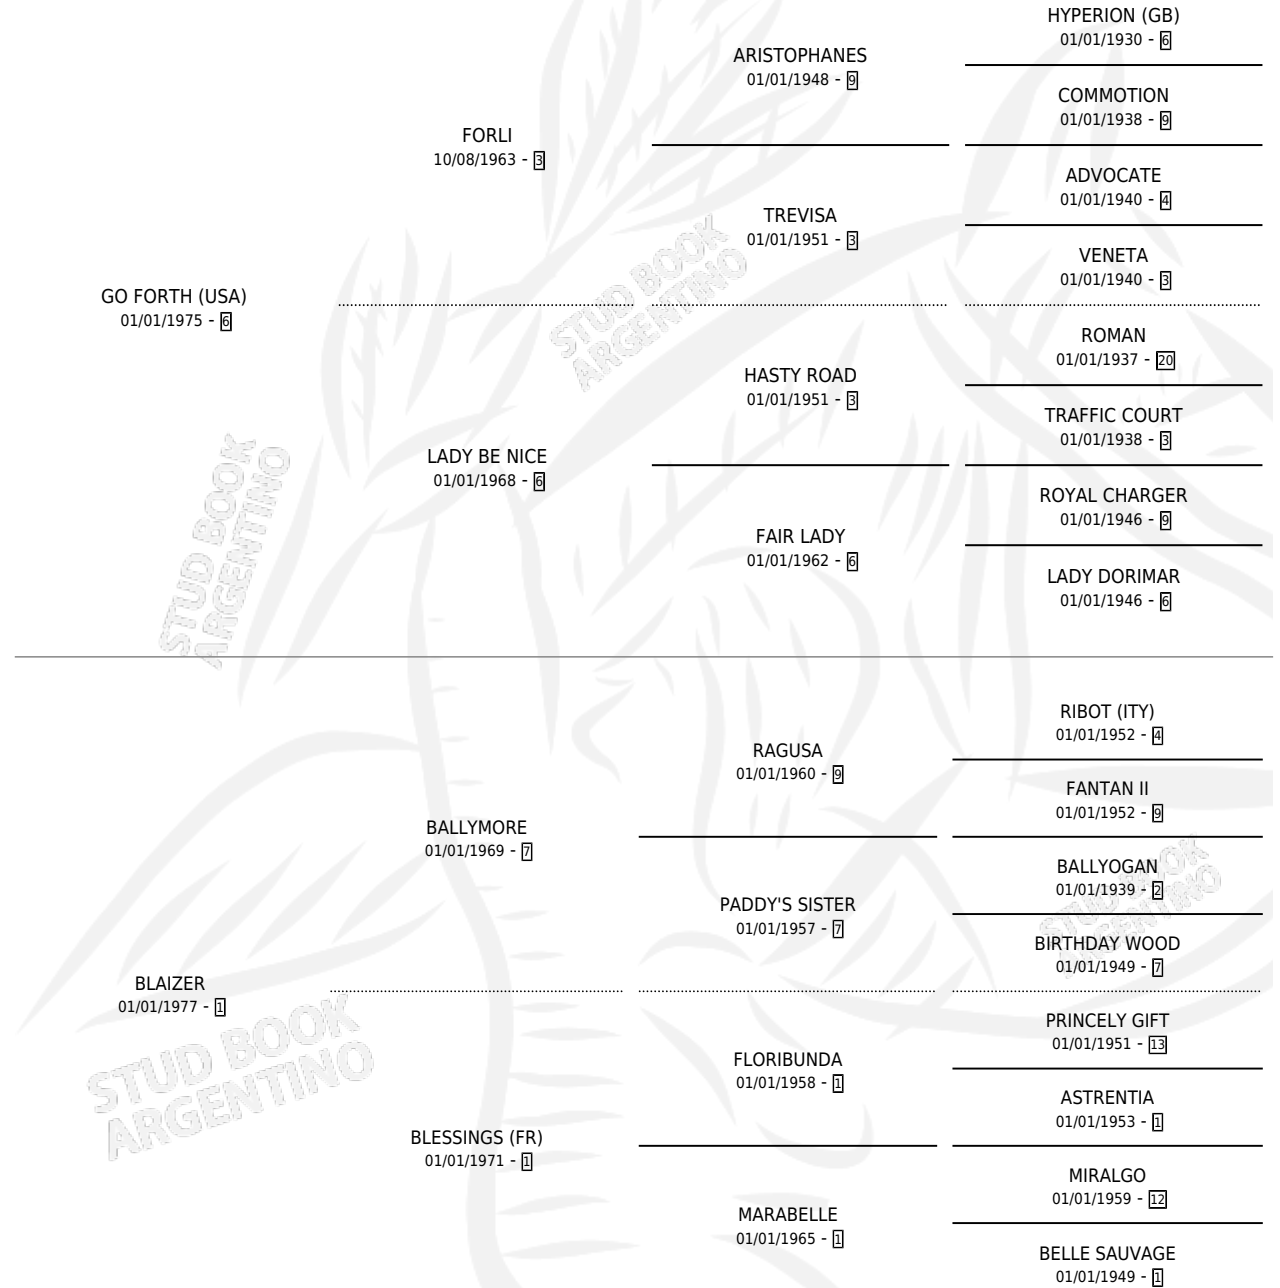 HYPERION (GB)
01/01/1930 - 6
ARISTOPHANES
01/01/1948 - 9
COMMOTION
01/01/1938 - 9
FORLI
10/08/1963 - 3
ADVOCATE
01/01/1940 - 4
TREVISA
01/01/1951 - 3
VENETA
01/01/1940 - 3
GO FORTH (USA)
01/01/1975 - 6
ROMAN
01/01/1937 - 20
HASTY ROAD
01/01/1951 - 3
TRAFFIC COURT
01/01/1938 - 3
LADY BE NICE
01/01/1968 - 6
ROYAL CHARGER
01/01/1946 - 9
FAIR LADY
01/01/1962 - 6
LADY DORIMAR
01/01/1946 - 6
RIBOT (ITY)
01/01/1952 - 4
RAGUSA
01/01/1960 - 9
FANTAN II
01/01/1952 - 9
BALLYMORE
01/01/1969 - 7
BALLYOGAN
01/01/1939 - 2
PADDY'S SISTER
01/01/1957 - 7
BIRTHDAY WOOD
01/01/1949 - 7
BLAIZER
01/01/1977 - 1
PRINCELY GIFT
01/01/1951 - 13
FLORIBUNDA
01/01/1958 - 1
ASTRENTIA
01/01/1953 - 1
BLESSINGS (FR)
01/01/1971 - 1
MIRALGO
01/01/1959 - 12
MARABELLE
01/01/1965 - 1
BELLE SAUVAGE
01/01/1949 - 1
STUD BOOK
ARGENTINO
STUD BOOK
ARGENTINO
STUD BOOK
ARGENTINO
STUD BOOK
ARGENTINO